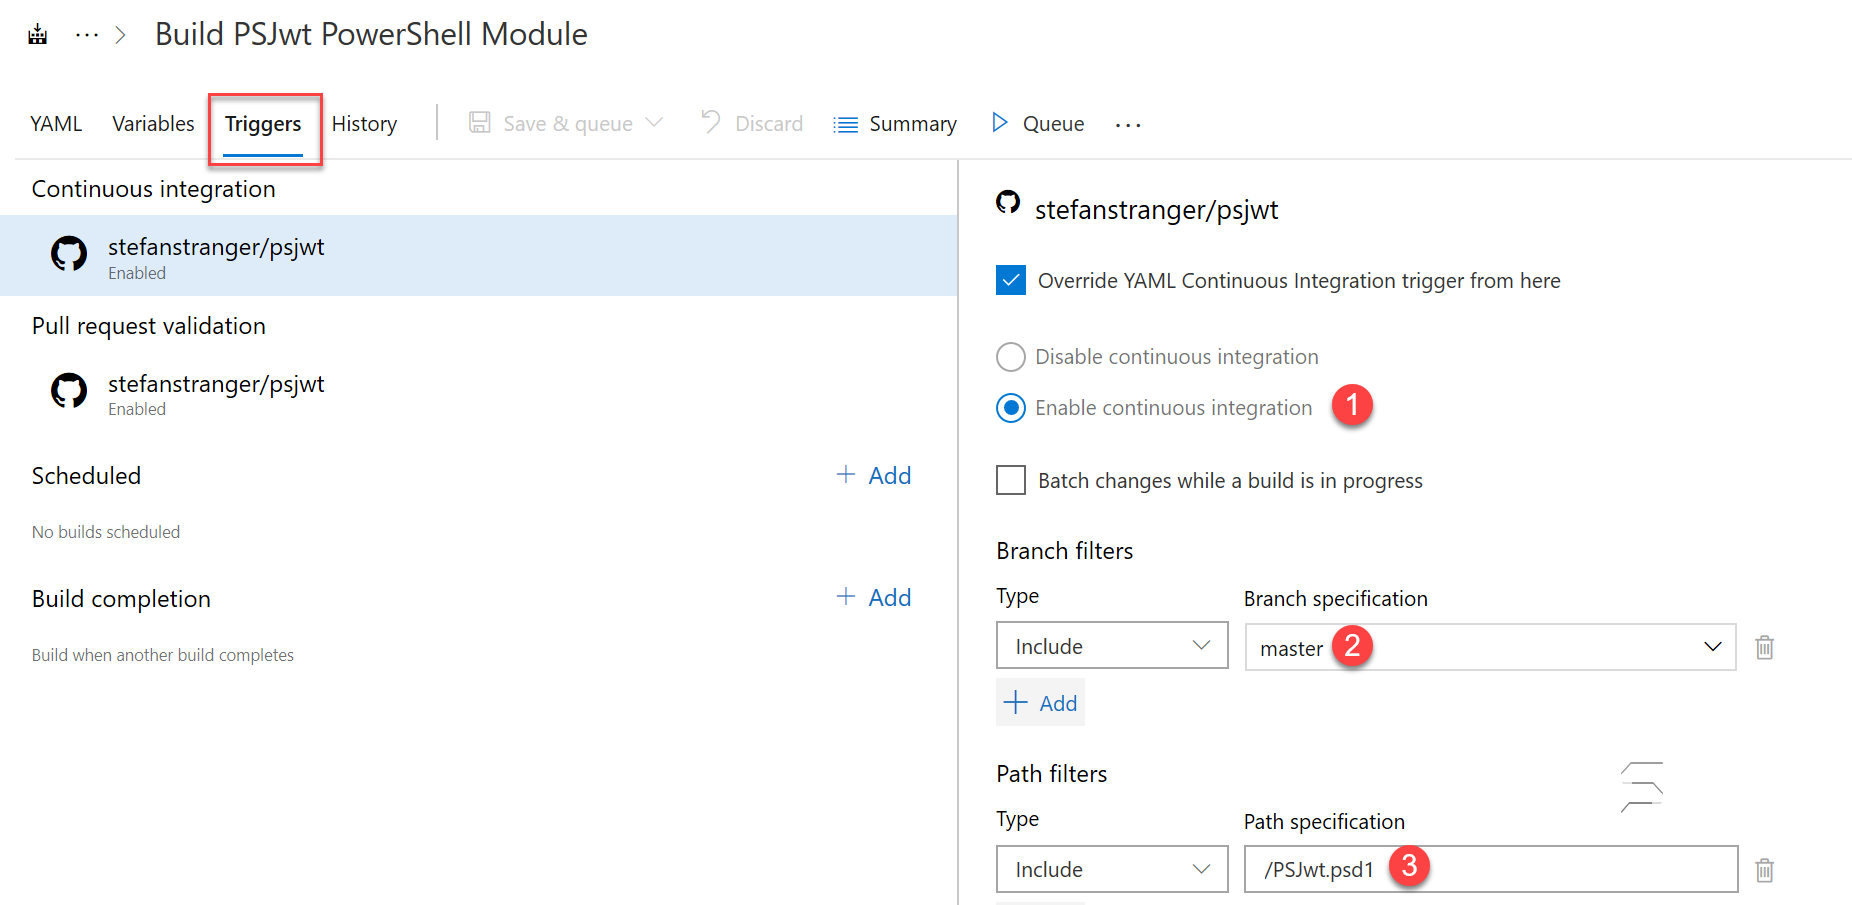 ··· > Build PSJwt PowerShell Module
YAML Variables Triggers History Save & queue Discard Summary Queue ···
Continuous integration
stefanstranger/psjwt
Enabled
Pull request validation
stefanstranger/psjwt
Enabled
Scheduled
+ Add
No builds scheduled
Build completion
+ Add
Build when another build completes
stefanstranger/psjwt
Override YAML Continuous Integration trigger from here
Disable continuous integration
Enable continuous integration 1
Batch changes while a build is in progress
Branch filters
Type Branch specification
Include master 2
+ Add
Path filters
Type Path specification
Include /PSJwt.psd1 3